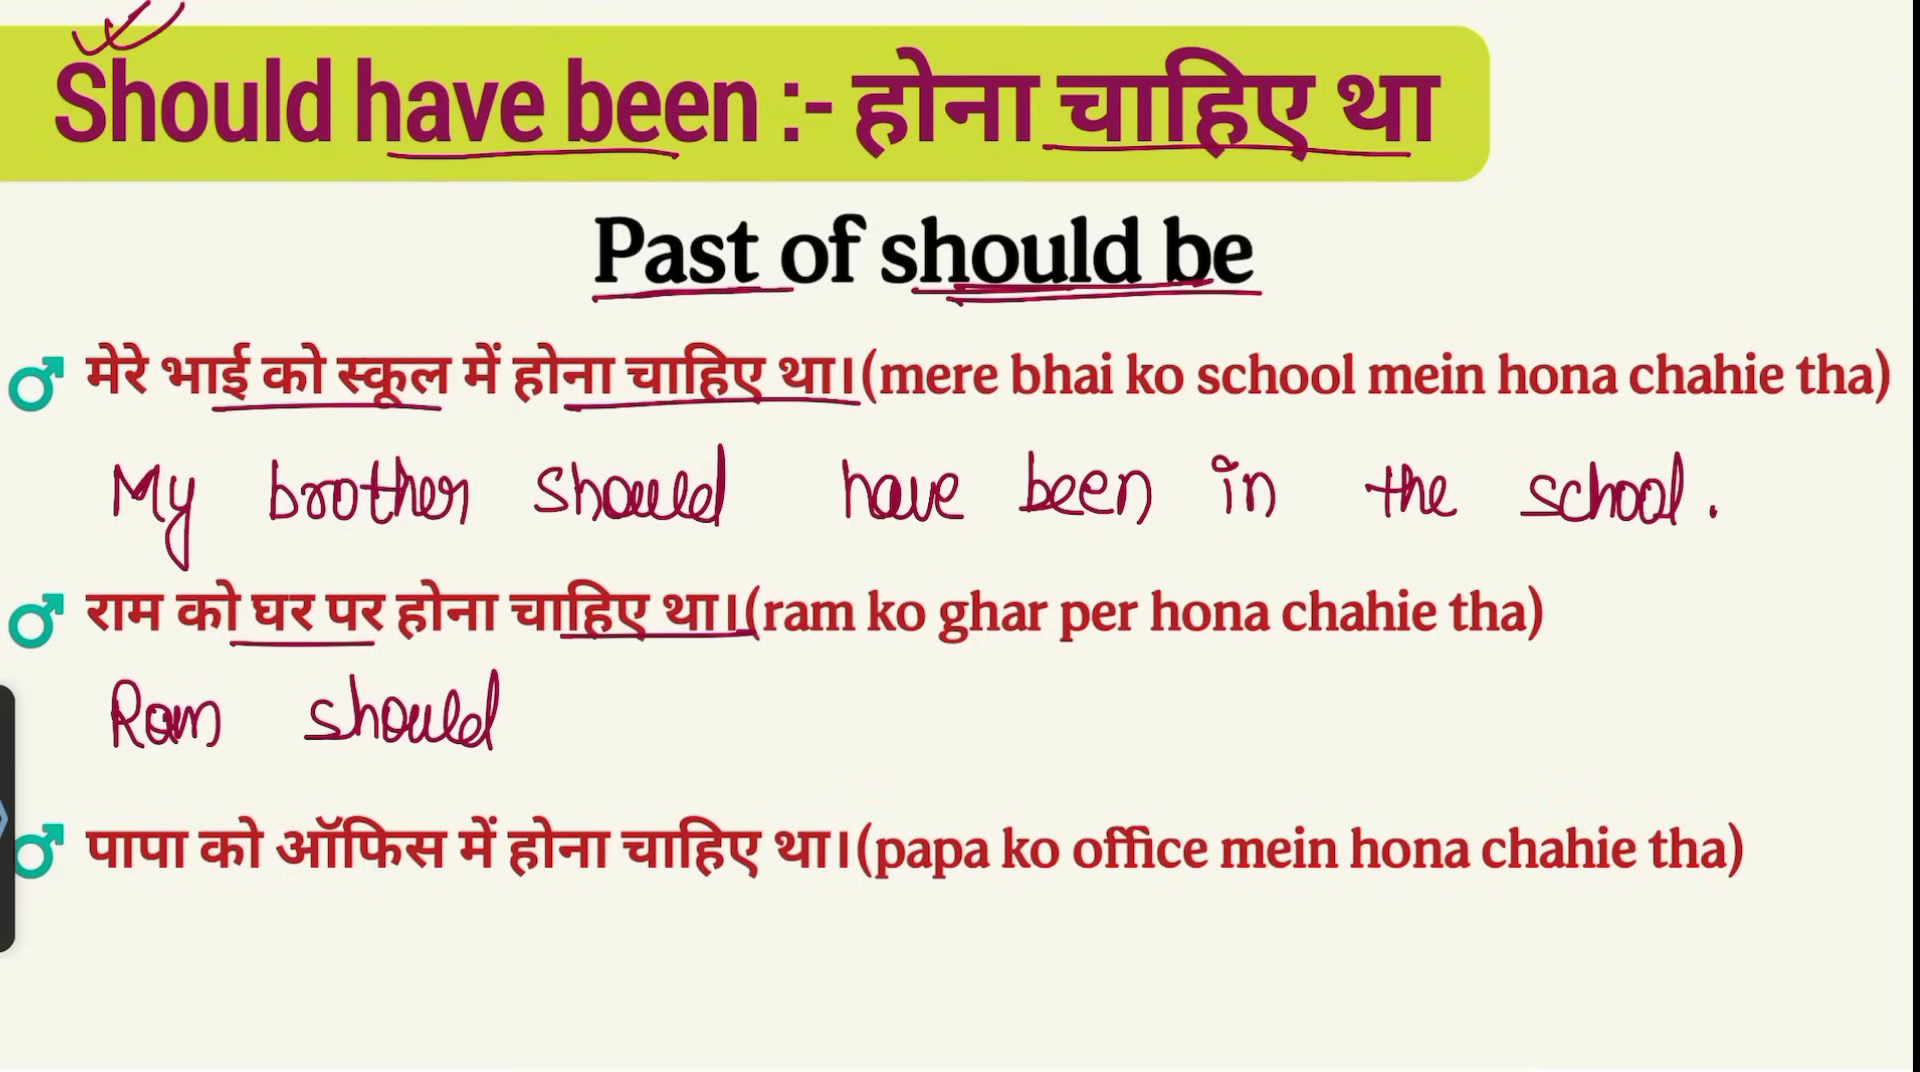 Should have been :- होना चाहिए था
Past of should be
मेरे भाई को स्कूल में होना चाहिए था।(mere bhai ko school mein hona chahie tha)
My brother should have been in the school.
राम को घर पर होना चाहिए था।(ram ko ghar per hona chahie tha)
Ram should
पापा को ऑफिस में होना चाहिए था।(papa ko office mein hona chahie tha)